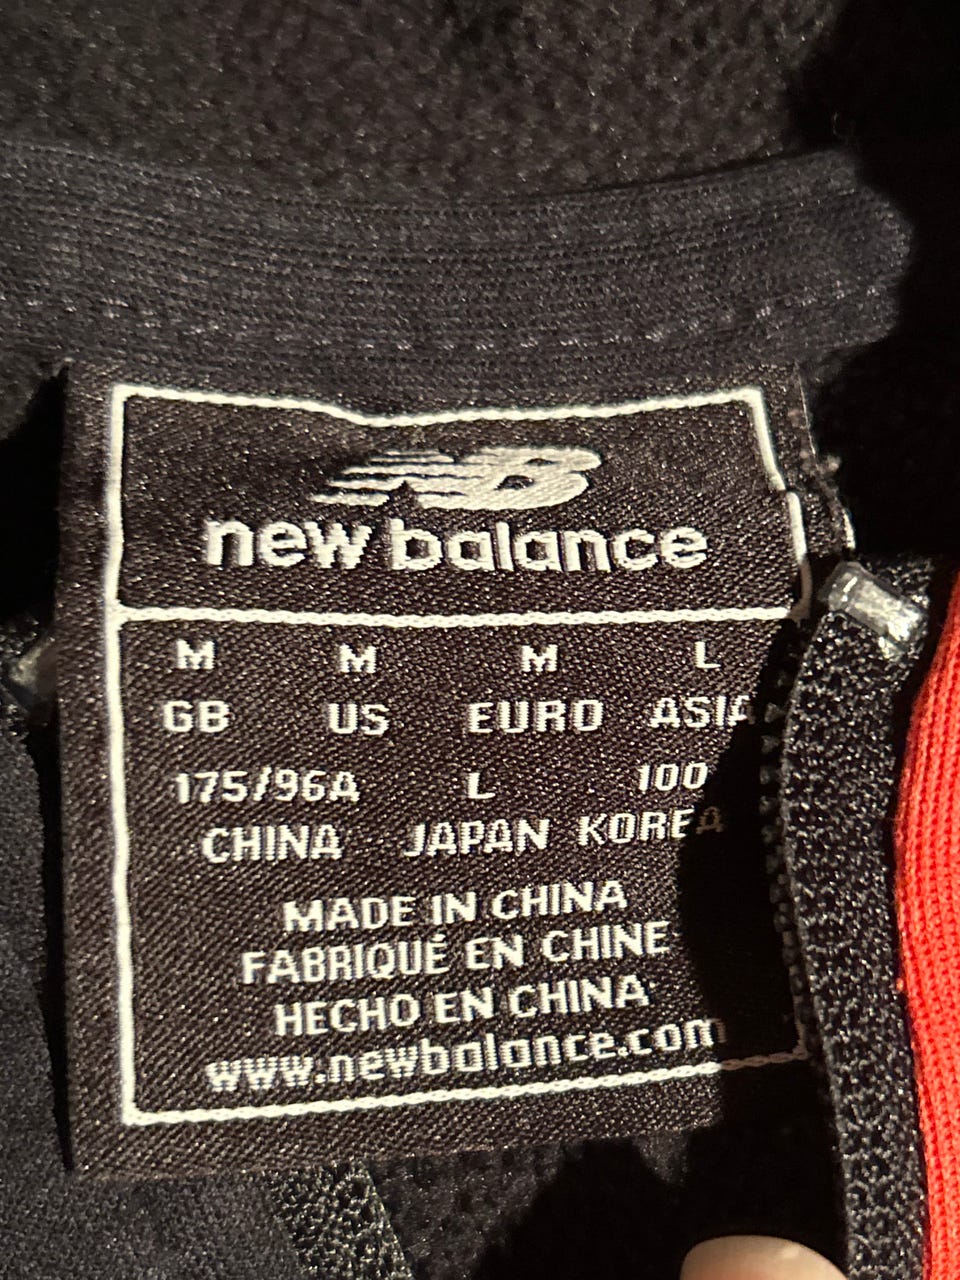 NB
new balance
M M M L
GB US EURO ASIA
175/96A L 100
CHINA JAPAN KOREA
MADE IN CHINA
FABRIQUÉ EN CHINE
HECHO EN CHINA
www.newbalance.com